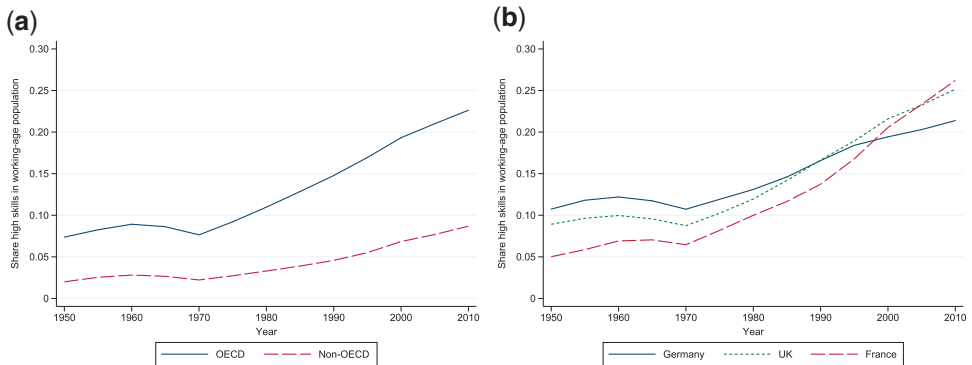 (a)
Share high skills in working-age population
0.30
0.25
0.20
0.15
0.10
0.05
0
1950 1960 1970 1980 1990 2000 2010
Year
OECD Non-OECD
(b)
Share high skills in working-age population
0.30
0.25
0.20
0.15
0.10
0.05
0
1950 1960 1970 1980 1990 2000 2010
Year
Germany UK France